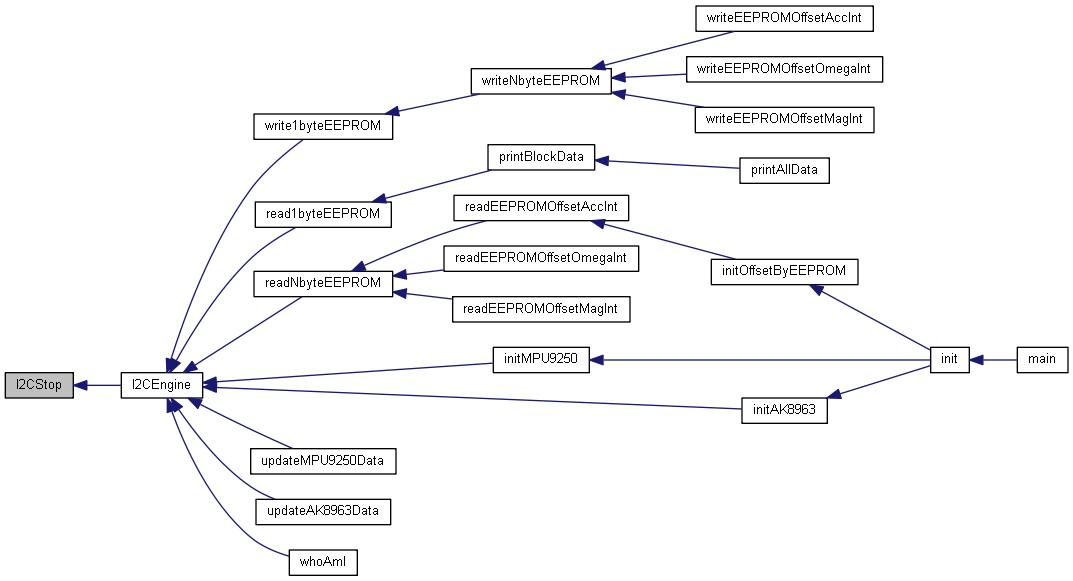 writeEEPROMOffsetAccInt
writeNbyteEEPROM
writeEEPROMOffsetOmegaInt
writeEEPROMOffsetMagInt
write1byteEEPROM
printBlockData
printAllData
read1byteEEPROM
readEEPROMOffsetAccInt
readEEPROMOffsetOmegaInt
initOffsetByEEPROM
readNbyteEEPROM
readEEPROMOffsetMagInt
initMPU9250
init
main
I2CStop
I2CEngine
initAK8963
updateMPU9250Data
updateAK8963Data
whoAmI